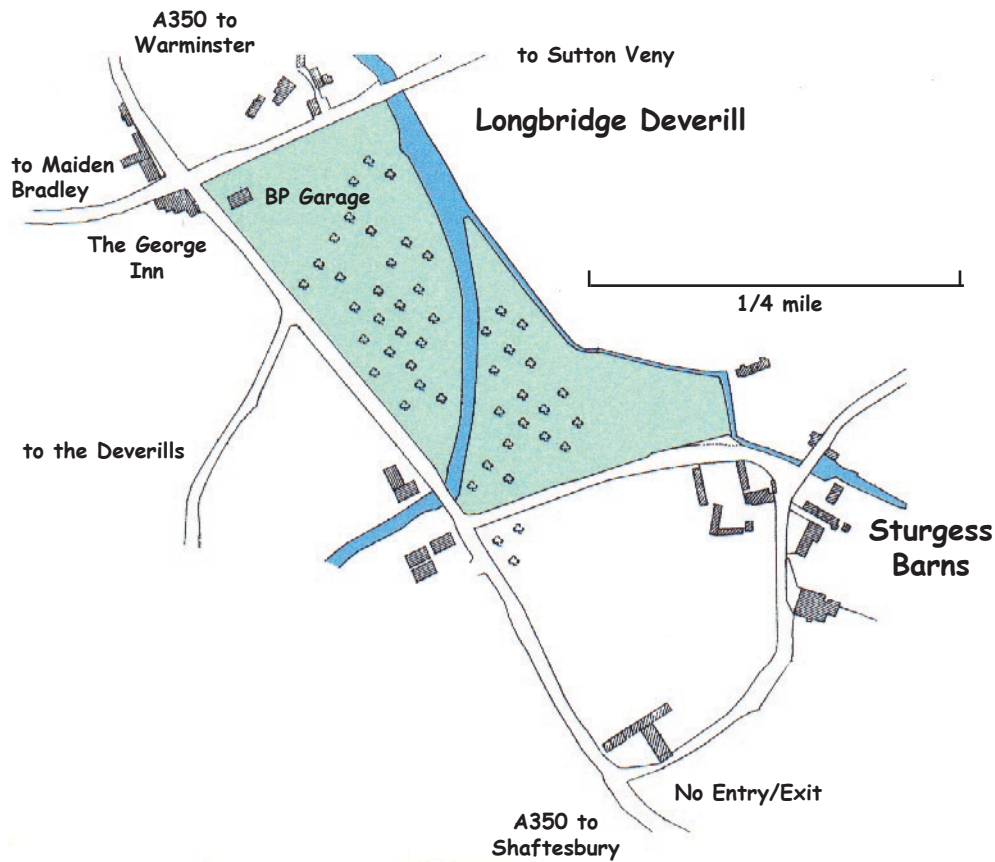 A350 to
Warminster
to Sutton Veny
Longbridge Deverill
to Maiden
Bradley
BP Garage
The George
Inn
1/4 mile
to the Deverills
Sturgess
Barns
No Entry/Exit
A350 to
Shaftesbury